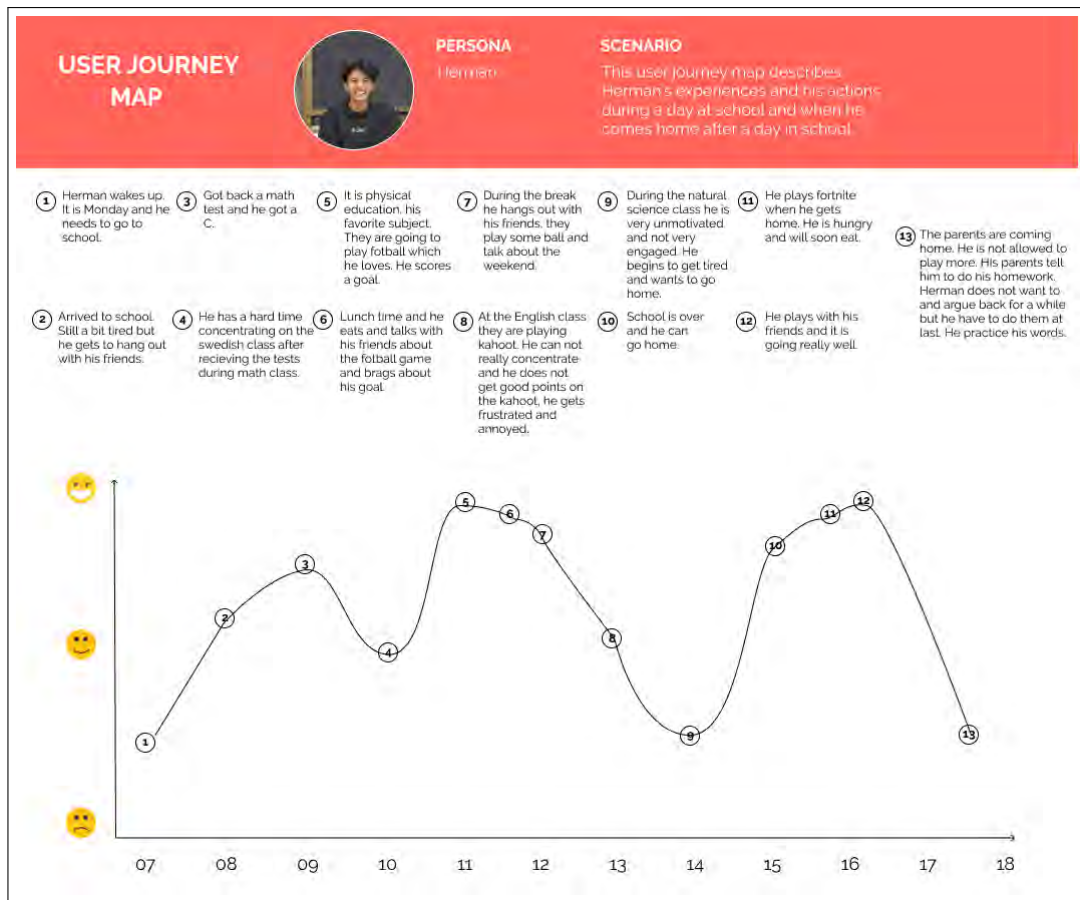 USER JOURNEY
MAP
PERSONA
Herman
SCENARIO
This user journey map describes
Herman's experiences and his actions
during a day at school and when he
comes home after a day in school.
1
Herman wakes up.
It is Monday and he
needs to go to
school.
3
Got back a math
test and he got a
C.
5
It is physical
education, his
favorite subject.
They are going to
play fotball which
he loves. He scores
a goal.
7
During the break
he hangs out with
his friends, they
play some ball and
talk about the
weekend.
9
During the natural
science class he is
very unmotivated
and not very
engaged. He
begins to get tired
and wants to go
home.
11
He plays fortnite
when he gets
home. He is hungry
and will soon eat.
13
The parents are coming
home. He is not allowed to
play more. His parents tell
him to do his homework.
Herman does not want to
and argue back for a while
but he have to do them at
last. He practice his words.
2
Arrived to school.
Still a bit tired but
he gets to hang out
with his friends.
4
He has a hard time
concentrating on the
swedish class after
recieving the tests
during math class.
6
Lunch time and he
eats and talks with
his friends about
the fotball game
and brags about
his goal.
8
At the English class
they are playing
kahoot. He can not
really concentrate
and he does not
get good points on
the kahoot, he gets
frustrated and
annoyed.
10
School is over
and he can
go home.
12
He plays with his
friends and it is
going really well.
1
2
3
4
5
6
7
8
9
10
11
12
13
07 08 09 10 11 12 13 14 15 16 17 18